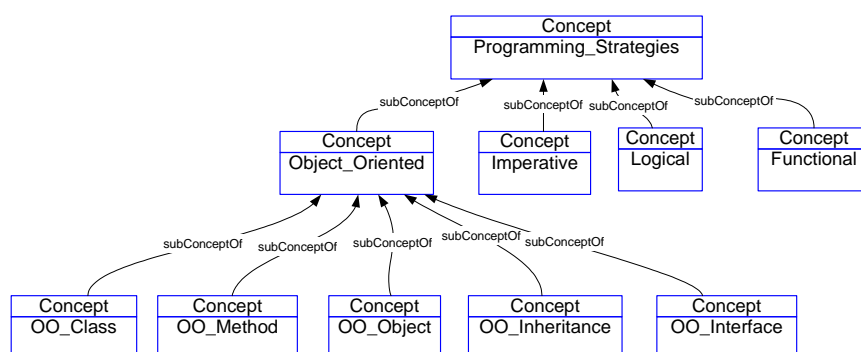 Concept
Programming_Strategies
subConceptOf
subConceptOf
subConceptOf
subConceptOf
Concept
Object_Oriented
Concept
Imperative
Concept
Logical
Concept
Functional
subConceptOf
subConceptOf
subConceptOf
subConceptOf
subConceptOf
Concept
OO_Class
Concept
OO_Method
Concept
OO_Object
Concept
OO_Inheritance
Concept
OO_Interface